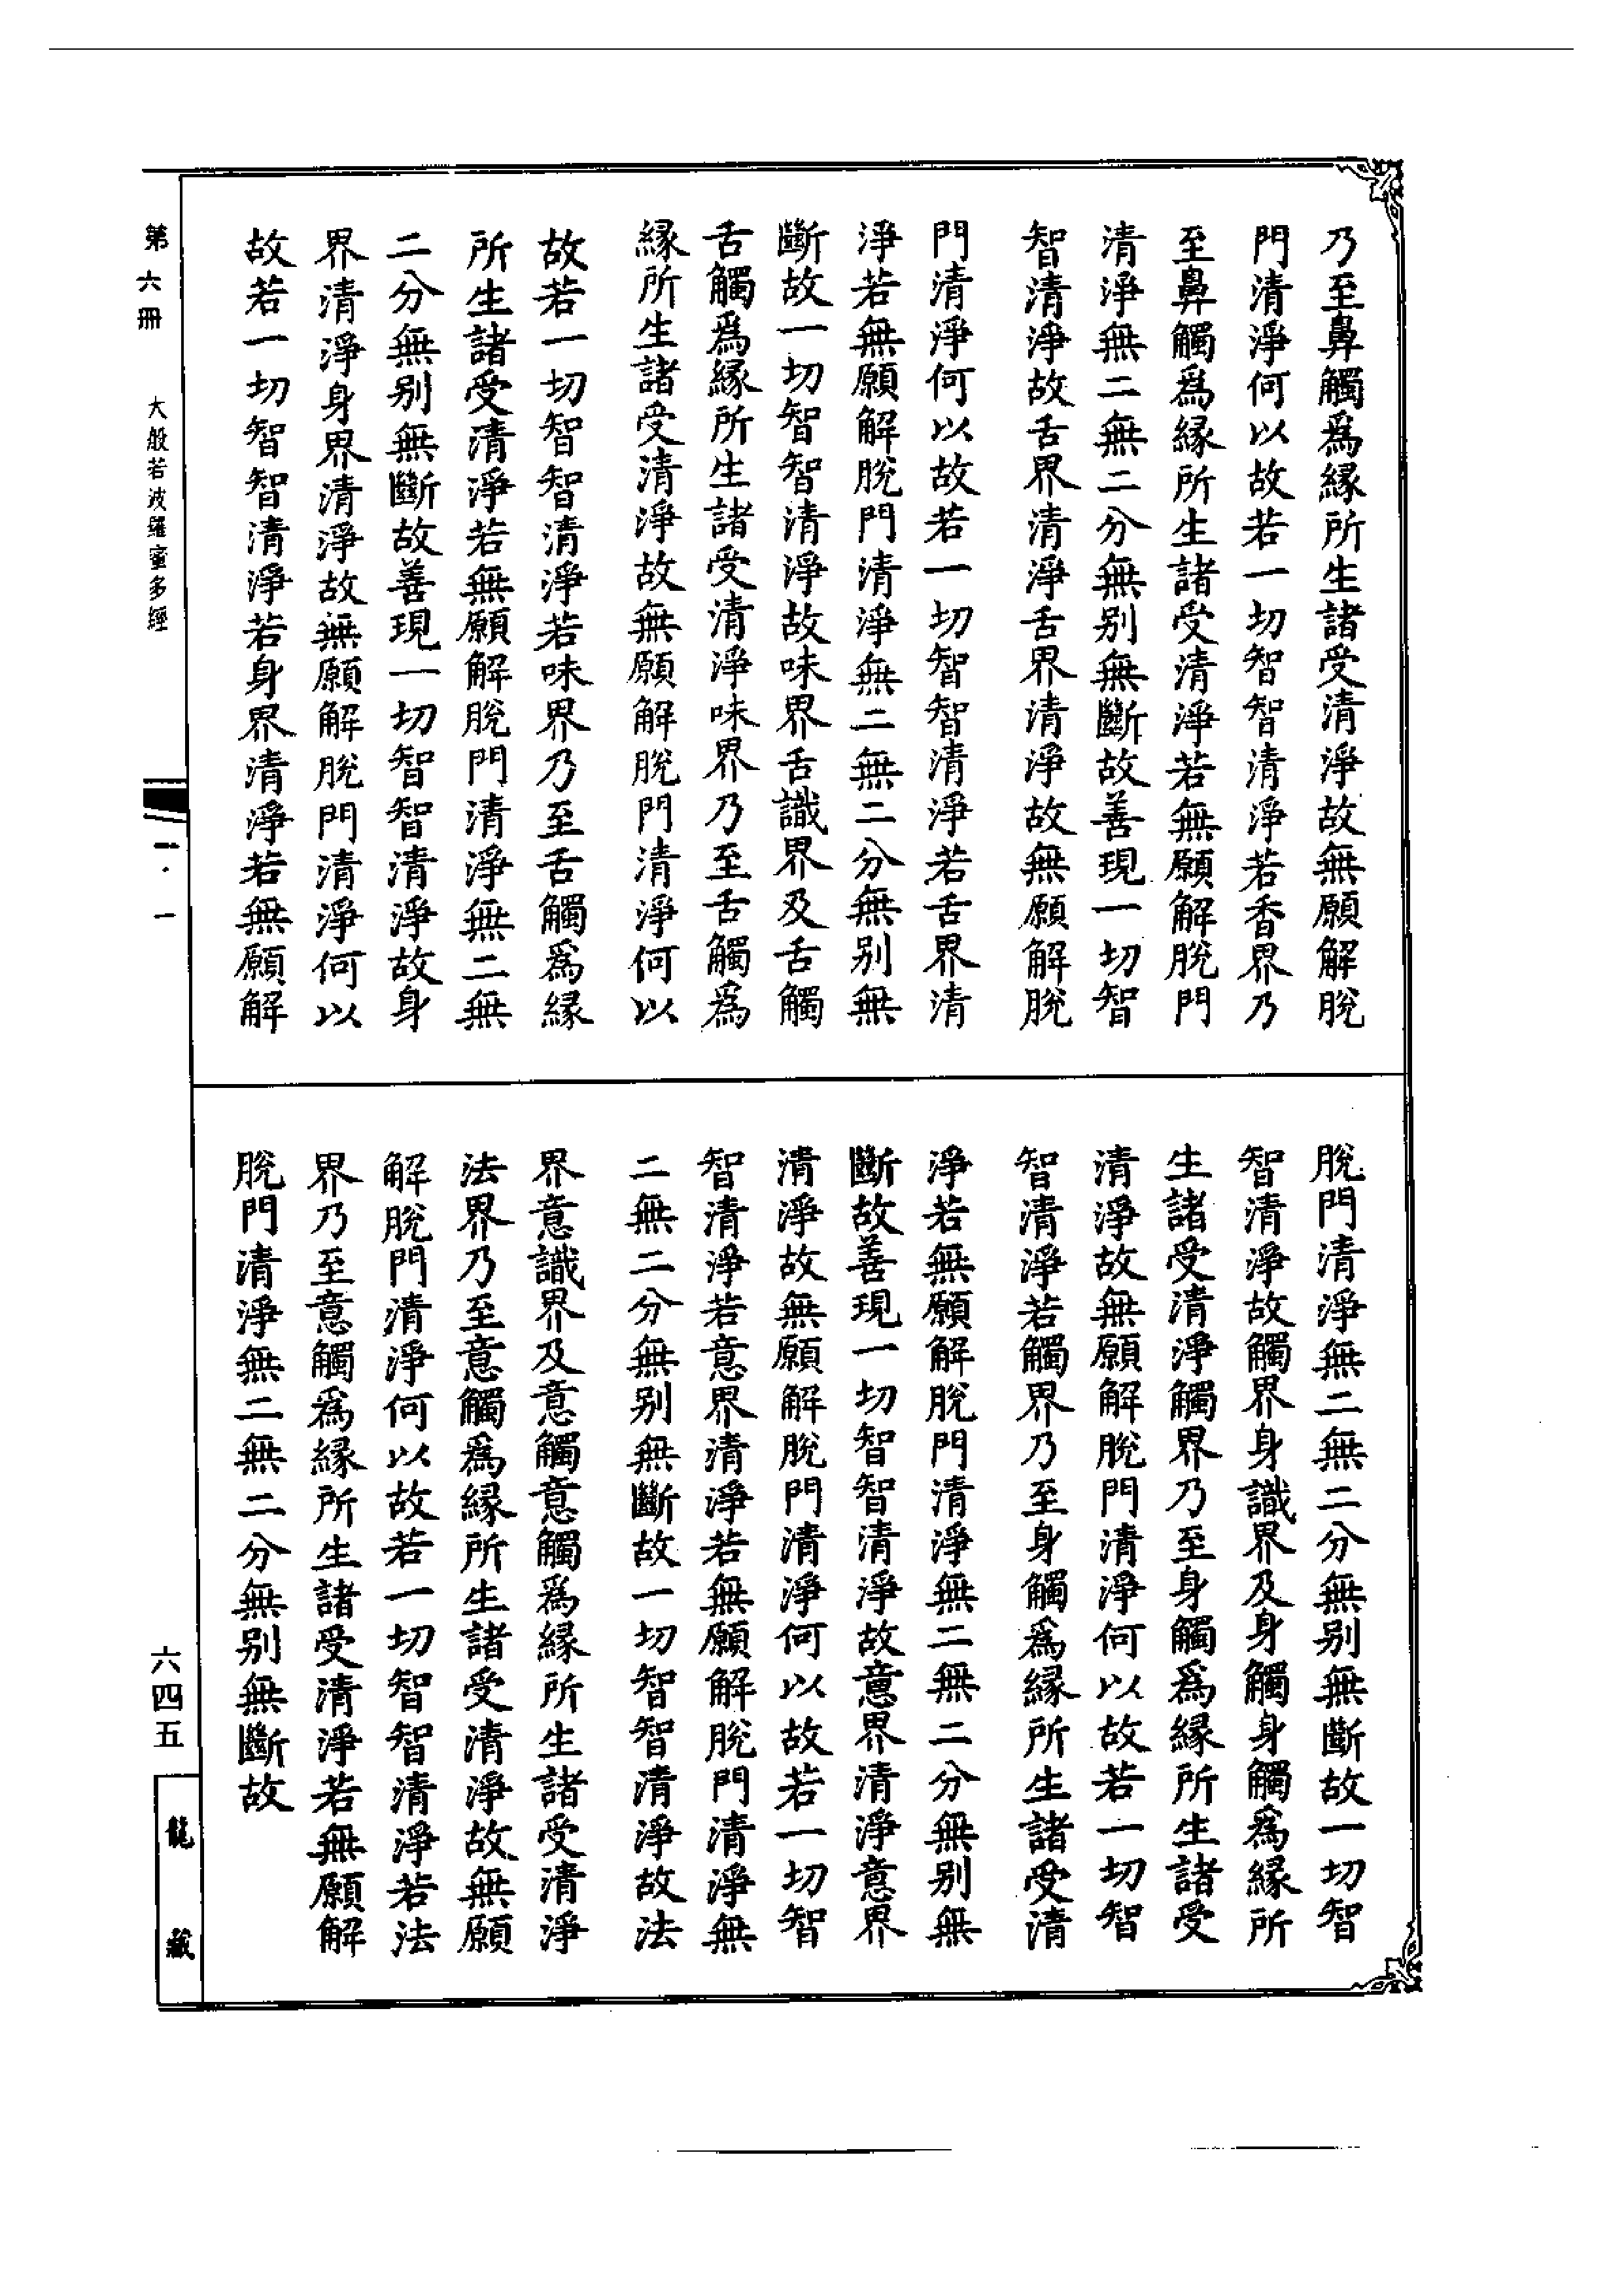 乃至鼻觸爲緣所生諸受清淨故無願解脫
門清淨何以故若一切智智清淨若香界乃
至鼻觸爲緣所生諸受清淨若無願解脫門
清淨無二無二分無别無斷故善現一切智
智清淨故舌界清淨舌界清淨故無願解脫
門清淨何以故若一切智智清淨若舌界清
淨若無願解脫門清淨無二無二分無别無
斷故一切智智清淨故味界舌識界及舌觸
舌觸爲緣所生諸受清淨味界乃至舌觸爲
緣所生諸受清淨故無願解脫門清淨何以
故若一切智智清淨若味界乃至舌觸爲緣
所生諸受清淨若無願解脫門清淨無二無
二分無别無斷故善現一切智智清淨故身
界清淨身界清淨故無願解脫門清淨何以
故若一切智智清淨若身界清淨若無願解
脫門清淨無二無二分無别無斷故一切智
智清淨故觸界身識界及身觸身觸爲緣所
生諸受清淨觸界乃至身觸爲緣所生諸受
清淨故無願解脫門清淨何以故若一切智
智清淨若觸界乃至身觸爲緣所生諸受清
淨若無願解脫門清淨無二無二分無别無
斷故善現一切智智清淨故意界清淨意界
清淨故無願解脫門清淨何以故若一切智
智清淨若意界清淨若無願解脫門清淨無
二無二分無别無斷故一切智智清淨故法
界意識界及意觸意觸爲緣所生諸受清淨
法界乃至意觸爲緣所生諸受清淨故無願
解脫門清淨何以故若一切智智清淨若法
界乃至意觸爲緣所生諸受清淨若無願解
脫門清淨無二無二分無别無斷故
第六冊 大般若波羅蜜多經
六四五
龍藏